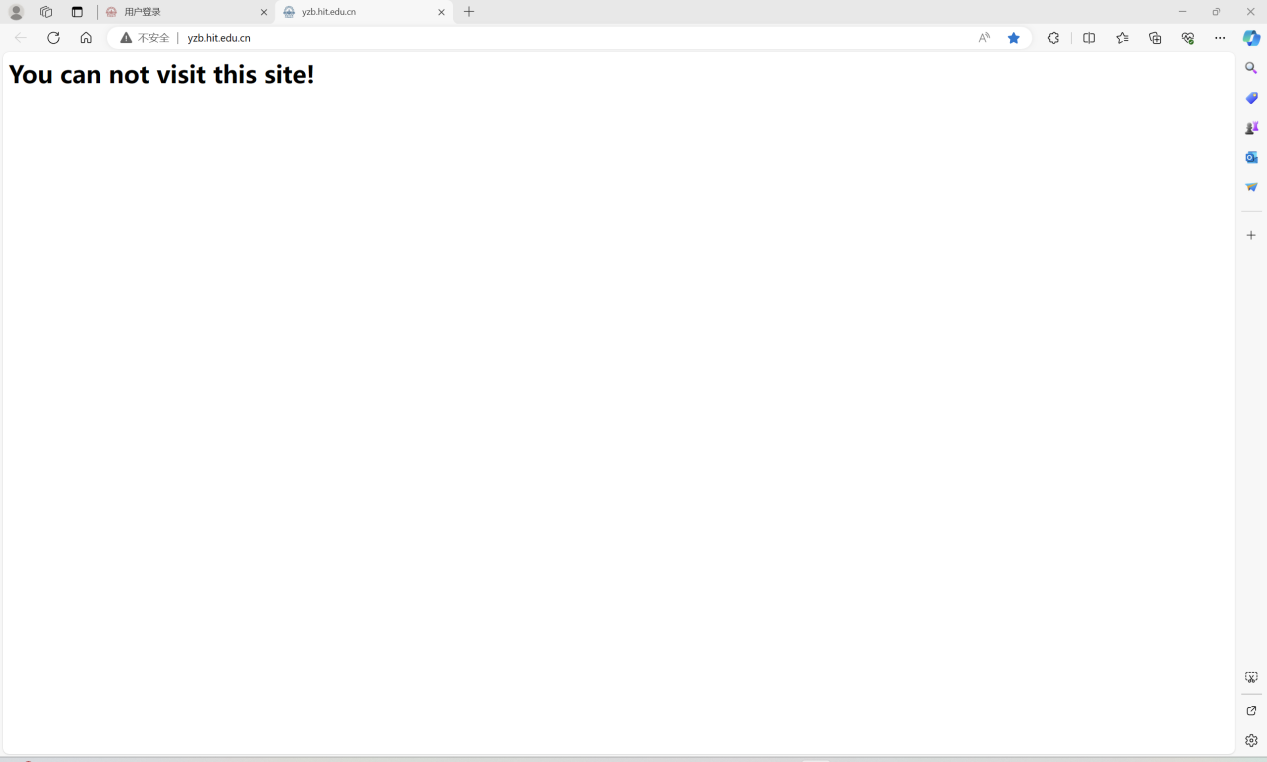 用户登录
yzb.hit.edu.cn
不安全 | yzb.hit.edu.cn
You can not visit this site!